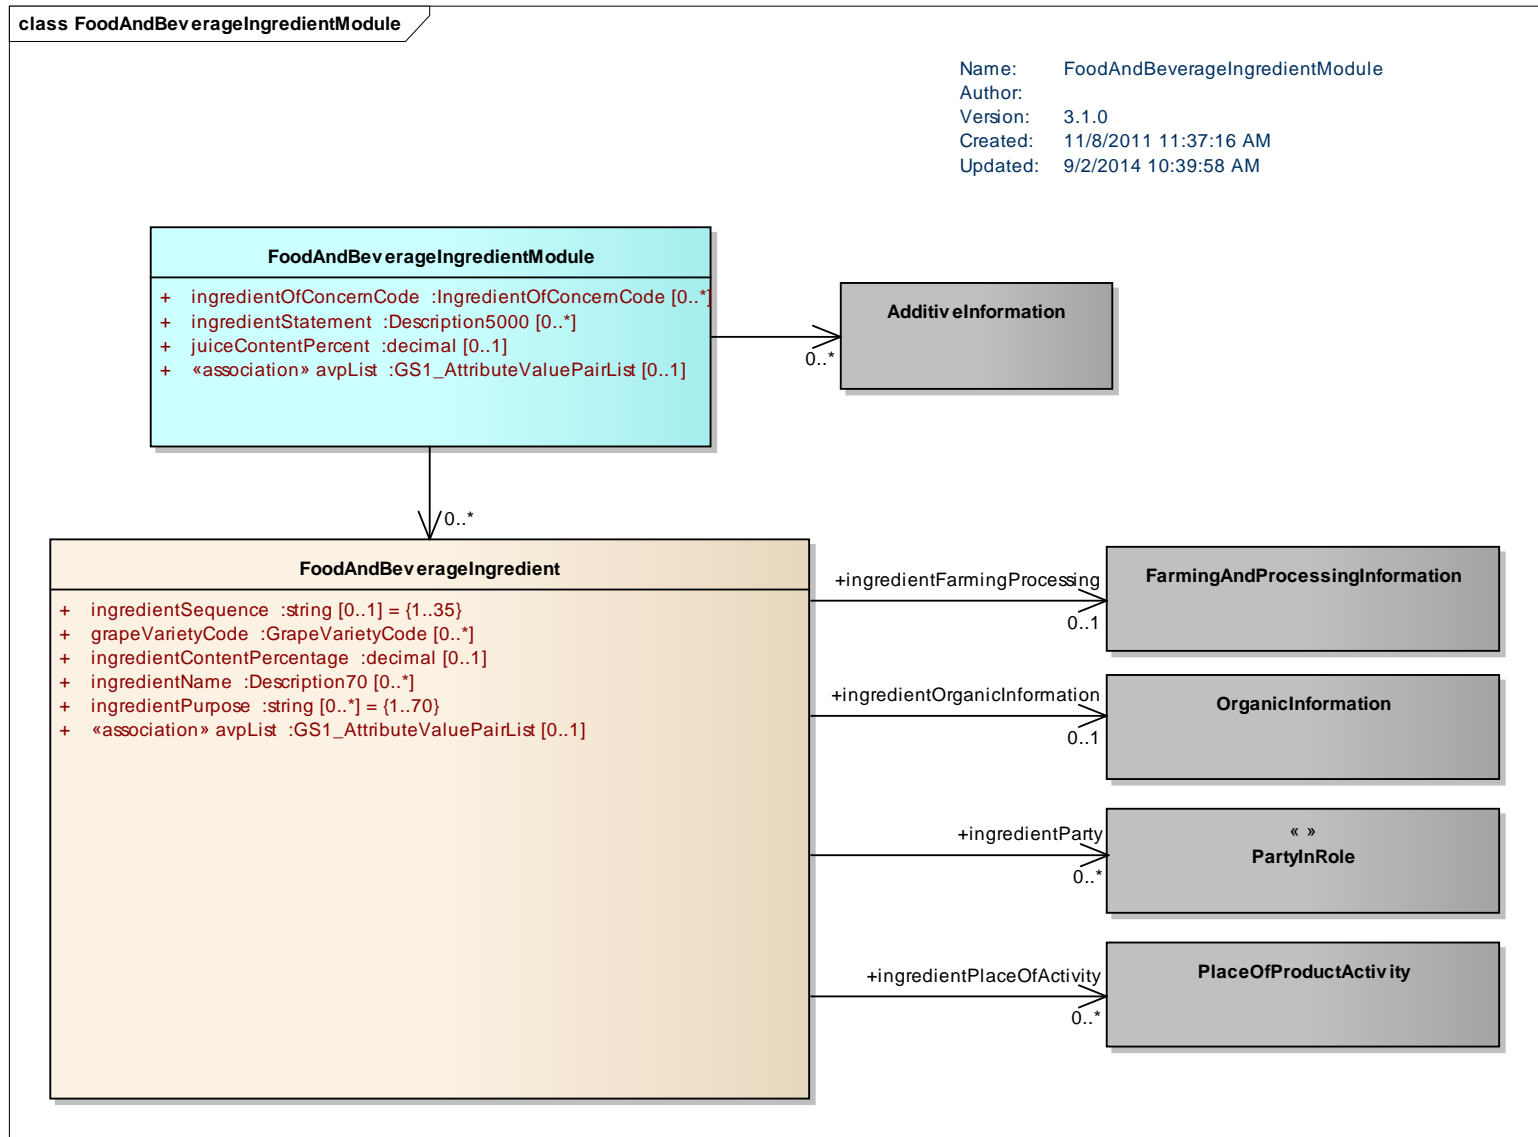 class FoodAndBeverageIngredientModule
Name: FoodAndBeverageIngredientModule
Author:
Version: 3.1.0
Created: 11/8/2011 11:37:16 AM
Updated: 9/2/2014 10:39:58 AM
FoodAndBeverageIngredientModule
+ ingredientOfConcernCode :IngredientOfConcernCode [0..*]
+ ingredientStatement :Description5000 [0..*]
+ juiceContentPercent :decimal [0..1]
+ «association» avpList :GS1_AttributeValuePairList [0..1]
AdditiveInformation
0..*
0..*
FoodAndBeverageIngredient
+ ingredientSequence :string [0..1] = {1..35}
+ grapeVarietyCode :GrapeVarietyCode [0..*]
+ ingredientContentPercentage :decimal [0..1]
+ ingredientName :Description70 [0..*]
+ ingredientPurpose :string [0..*] = {1..70}
+ «association» avpList :GS1_AttributeValuePairList [0..1]
+ingredientFarmingProcessing
0..1
FarmingAndProcessingInformation
+ingredientOrganicInformation
0..1
OrganicInformation
+ingredientParty
0..*
« »
PartyInRole
+ingredientPlaceOfActivity
0..*
PlaceOfProductActivity